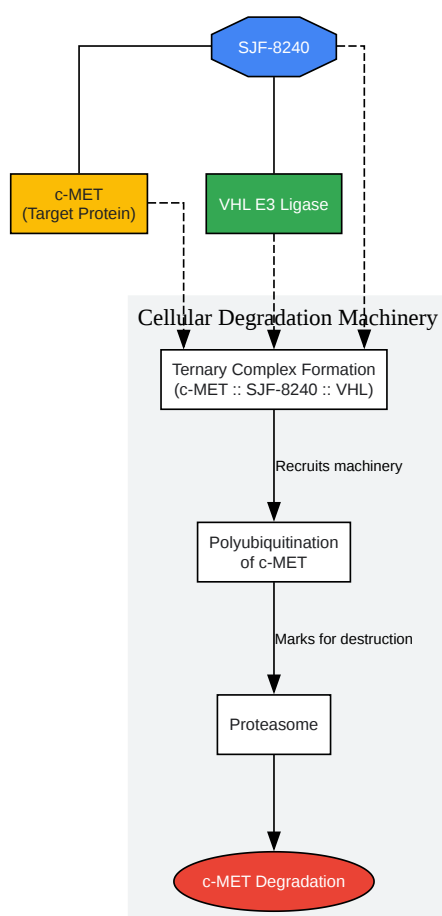 SJF-8240
c-MET
(Target Protein)
VHL E3 Ligase
Cellular Degradation Machinery
Ternary Complex Formation
(c-MET :: SJF-8240 :: VHL)
Recruits machinery
Polyubiquitination
of c-MET
Marks for destruction
Proteasome
c-MET Degradation